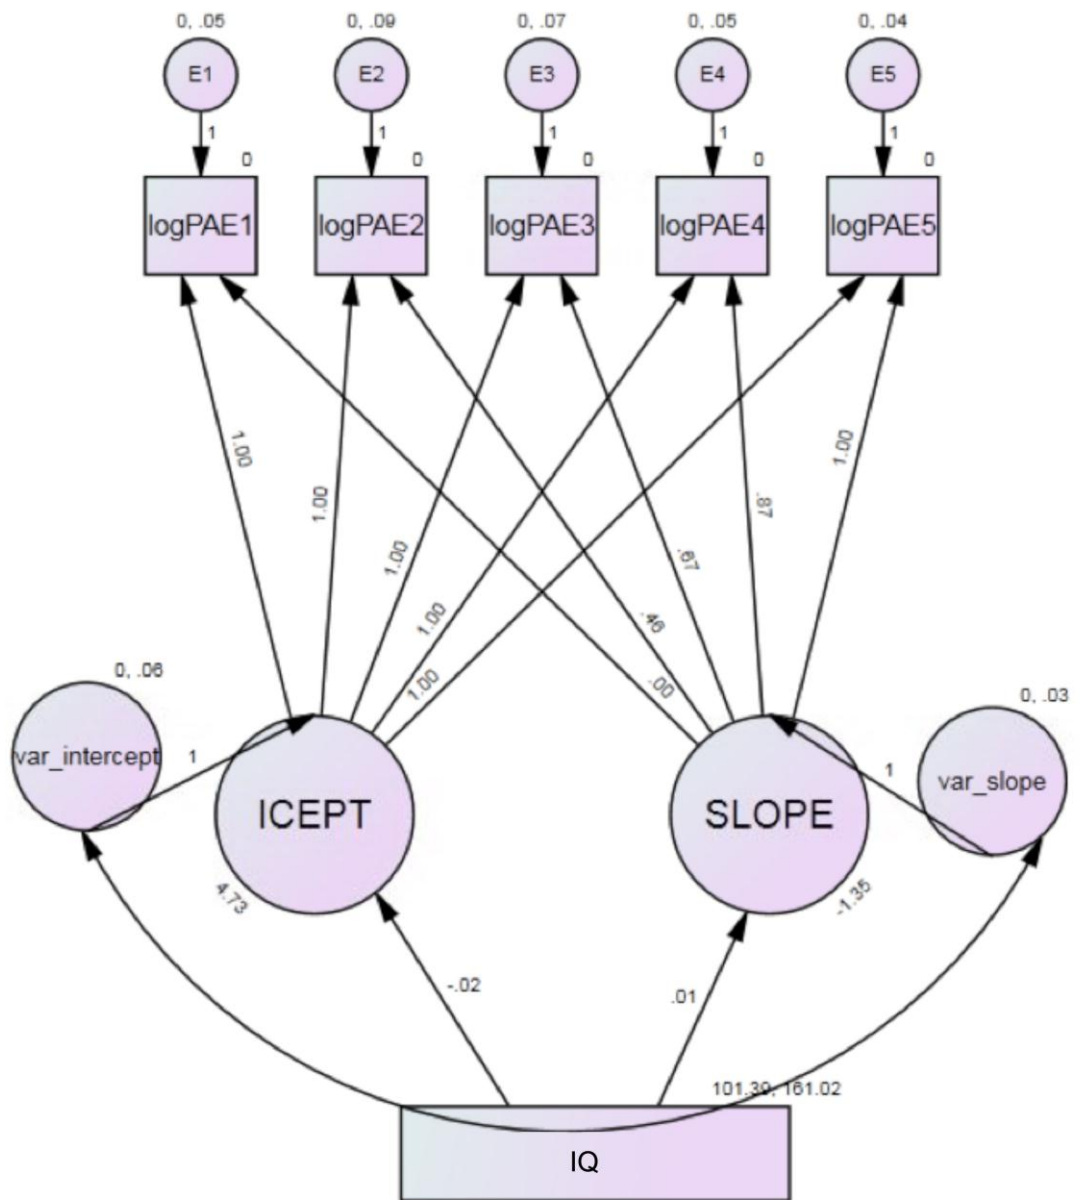 0, .05
0, .09
0, .07
0, .05
0, .04
E1
E2
E3
E4
E5
1
1
1
1
1
0
0
0
0
0
logPAE1
logPAE2
logPAE3
logPAE4
logPAE5
1.00
1.00
1.00
1.00
1.00
.00
.46
.67
.87
1.00
0, .06
var_intercept
1
ICEPT
4.73
SLOPE
-1.35
1
0, .03
var_slope
-.02
.01
101.39, 161.02
IQ